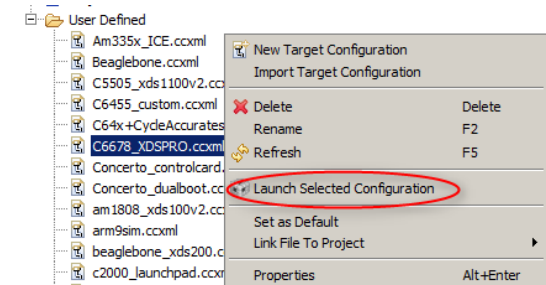 User Defined
Am335x_ICE.ccxml
Beaglebone.ccxml
C5505_xds1100v2.cc
C6455_custom.ccxml
C64x+CycleAccurates
C6678_XDSPRO.ccxml
Concerto_controlcard.
Concerto_dualboot.cc
am1808_xds100v2.cc
arm9sim.ccxml
beaglebone_xds200.c
c2000_launchpad.ccxr
New Target Configuration
Import Target Configuration
Delete Delete
Rename F2
Refresh F5
Launch Selected Configuration
Set as Default
Link File To Project
Properties Alt+Enter